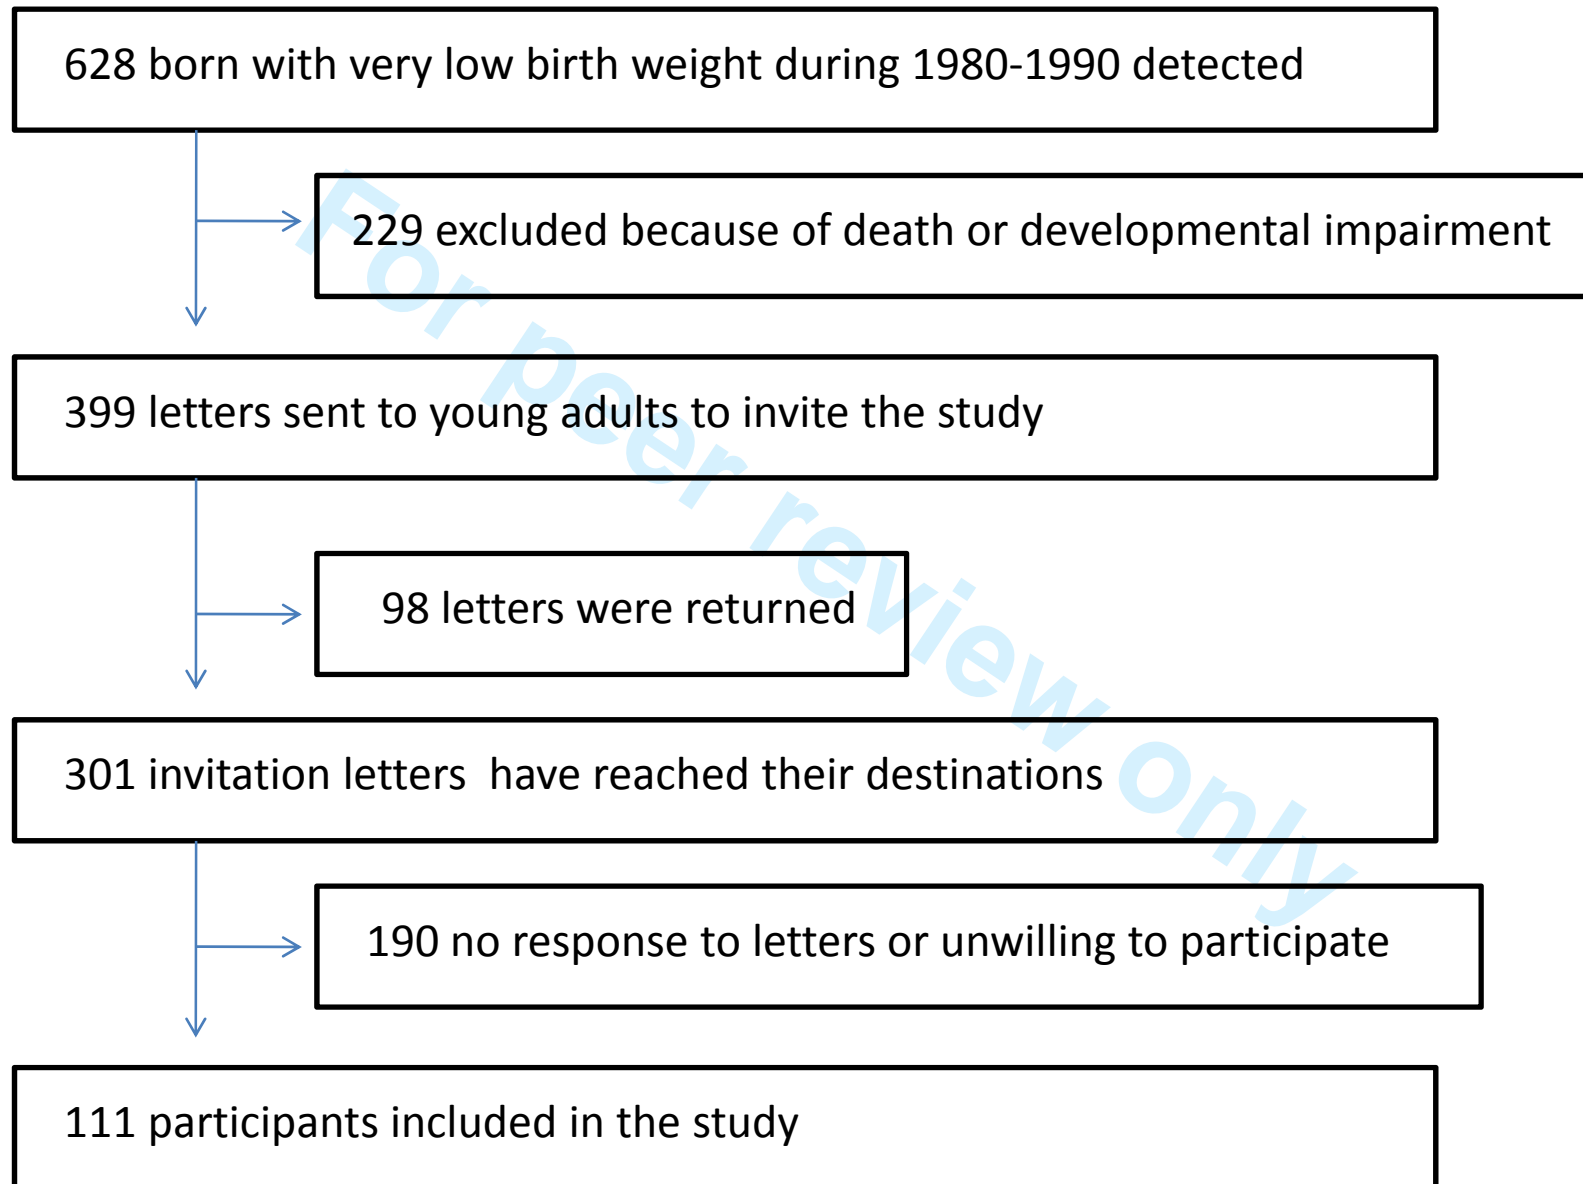 628 born with very low birth weight during 1980-1990 detected
229 excluded because of death or developmental impairment
399 letters sent to young adults to invite the study
98 letters were returned
301 invitation letters  have reached their destinations
190 no response to letters or unwilling to participate
111 participants included in the study
For peer review only